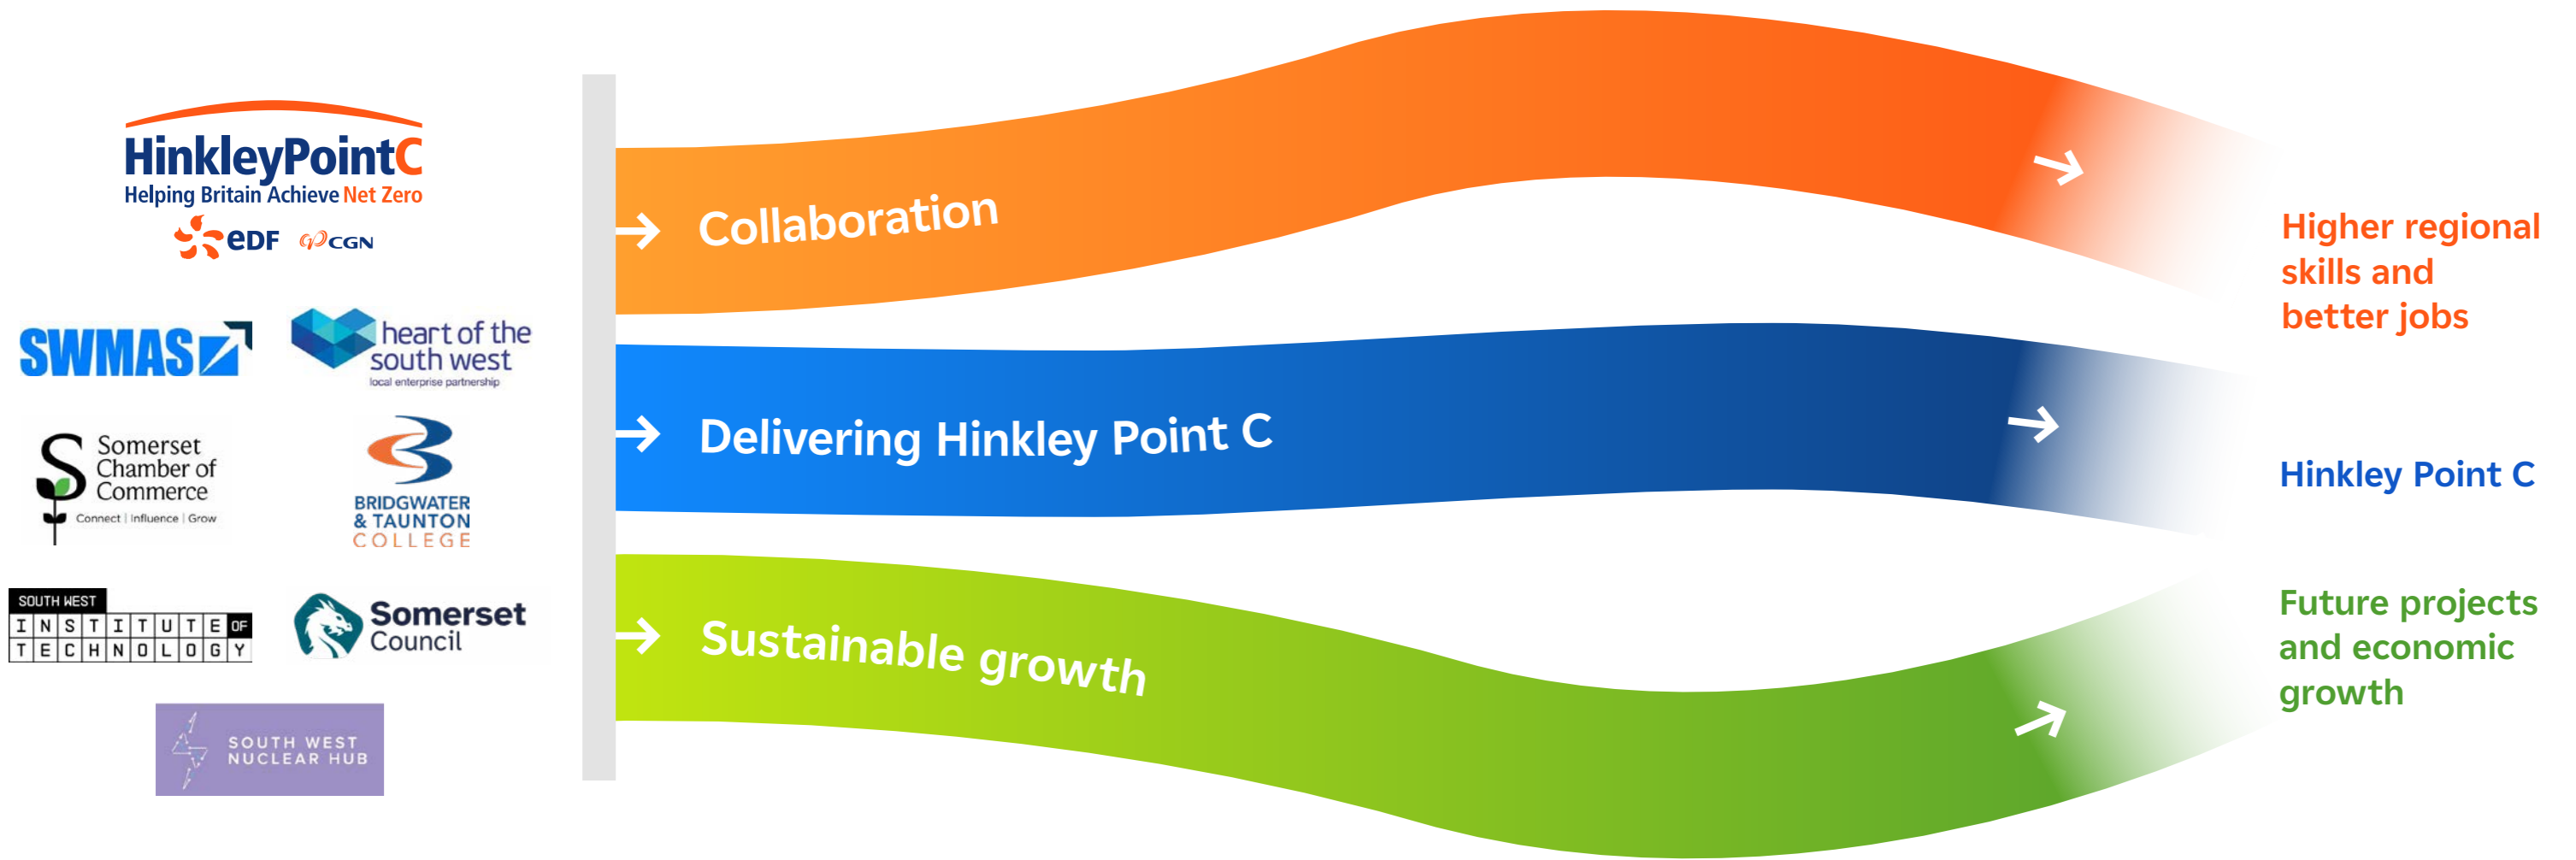 HinkleyPointC
Helping Britain Achieve Net Zero
eDF CGN
SWMAS
heart of the
south west
local enterprise partnership
Somerset
Chamber of
Commerce
Connect | Influence | Grow
BRIDGWATER
& TAUNTON
COLLEGE
SOUTH WEST
INSTITUTE OF
TECHNOLOGY
Somerset
Council
SOUTH WEST
NUCLEAR HUB
Collaboration
Delivering Hinkley Point C
Sustainable growth
Higher regional
skills and
better jobs
Hinkley Point C
Future projects
and economic
growth